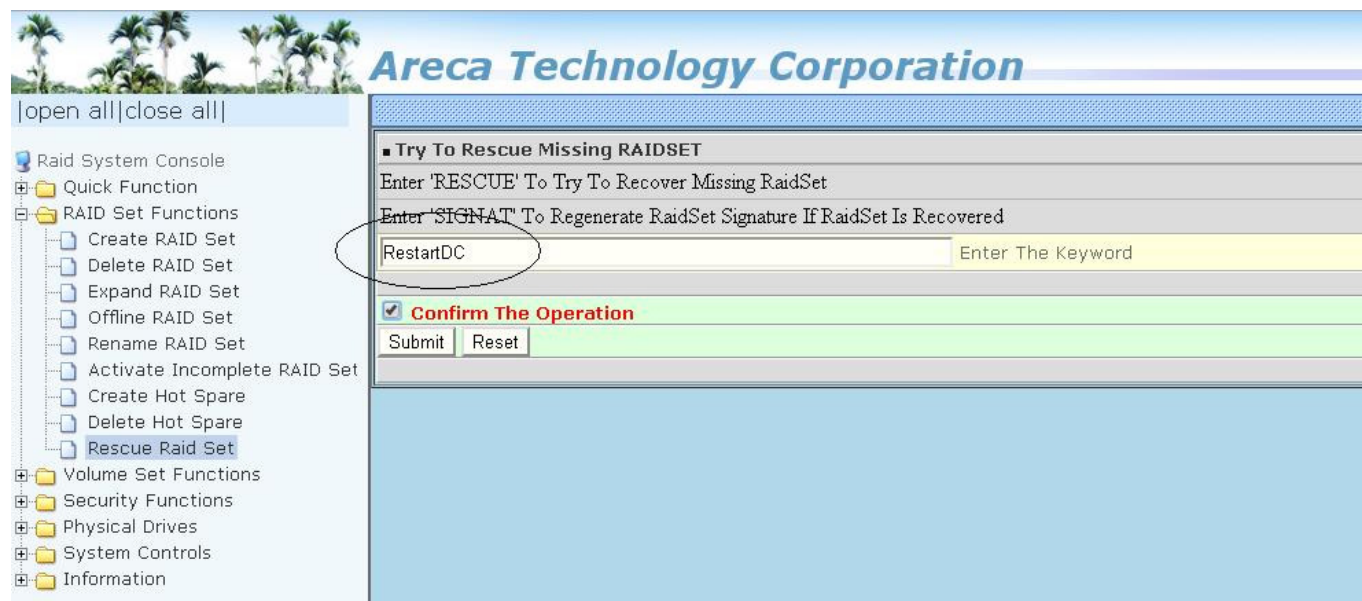 Areca Technology Corporation
|open all|close all|
Raid System Console
Quick Function
RAID Set Functions
Create RAID Set
Delete RAID Set
Expand RAID Set
Offline RAID Set
Rename RAID Set
Activate Incomplete RAID Set
Create Hot Spare
Delete Hot Spare
Rescue Raid Set
Volume Set Functions
Security Functions
Physical Drives
System Controls
Information
Try To Rescue Missing RAIDSET
Enter 'RESCUE' To Try To Recover Missing RaidSet
Enter 'SIGNAT' To Regenerate RaidSet Signature If RaidSet Is Recovered
RestartDC Enter The Keyword
Confirm The Operation
Submit Reset